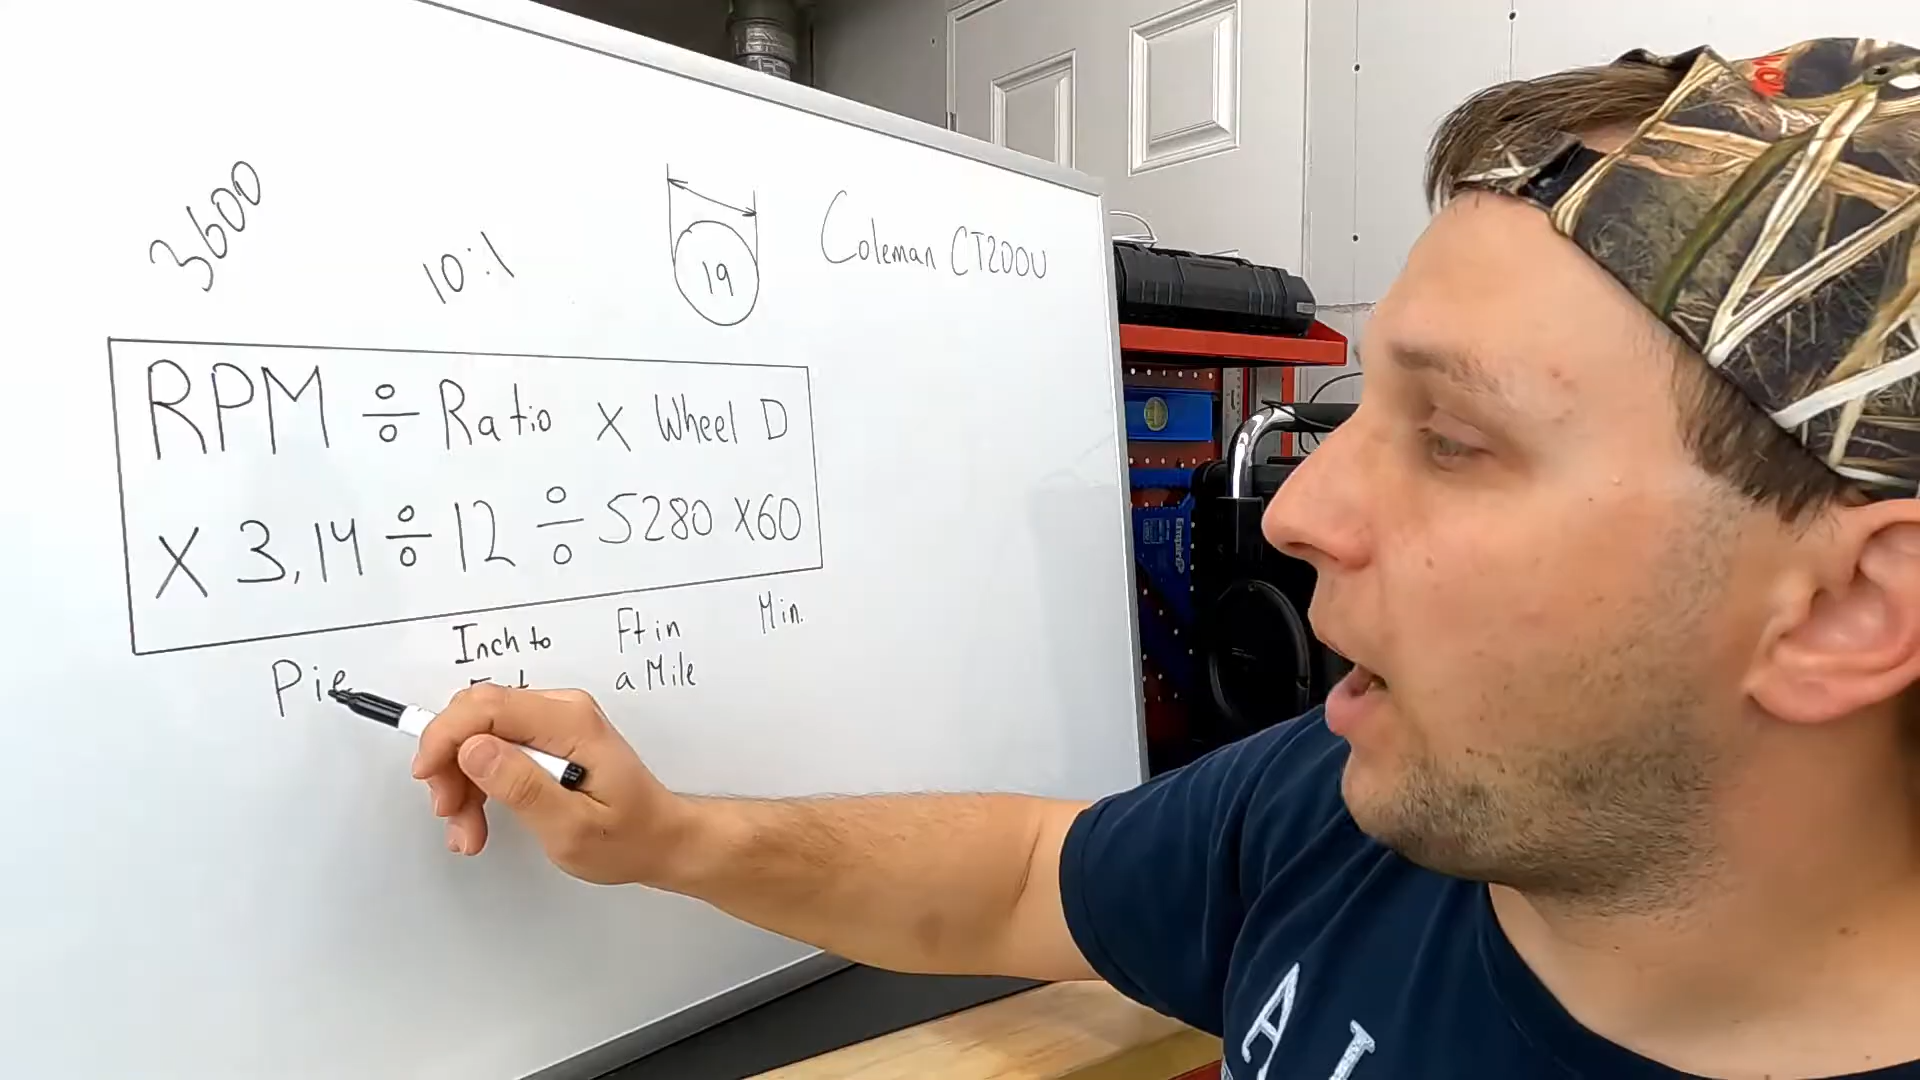 3600
10:1
19
Coleman CT200U
RPM ÷ Ratio x Wheel D
x 3.14 ÷ 12 ÷ 5280 x60
Pie
Inch to
Ft in
a Mile
Min.
Empire